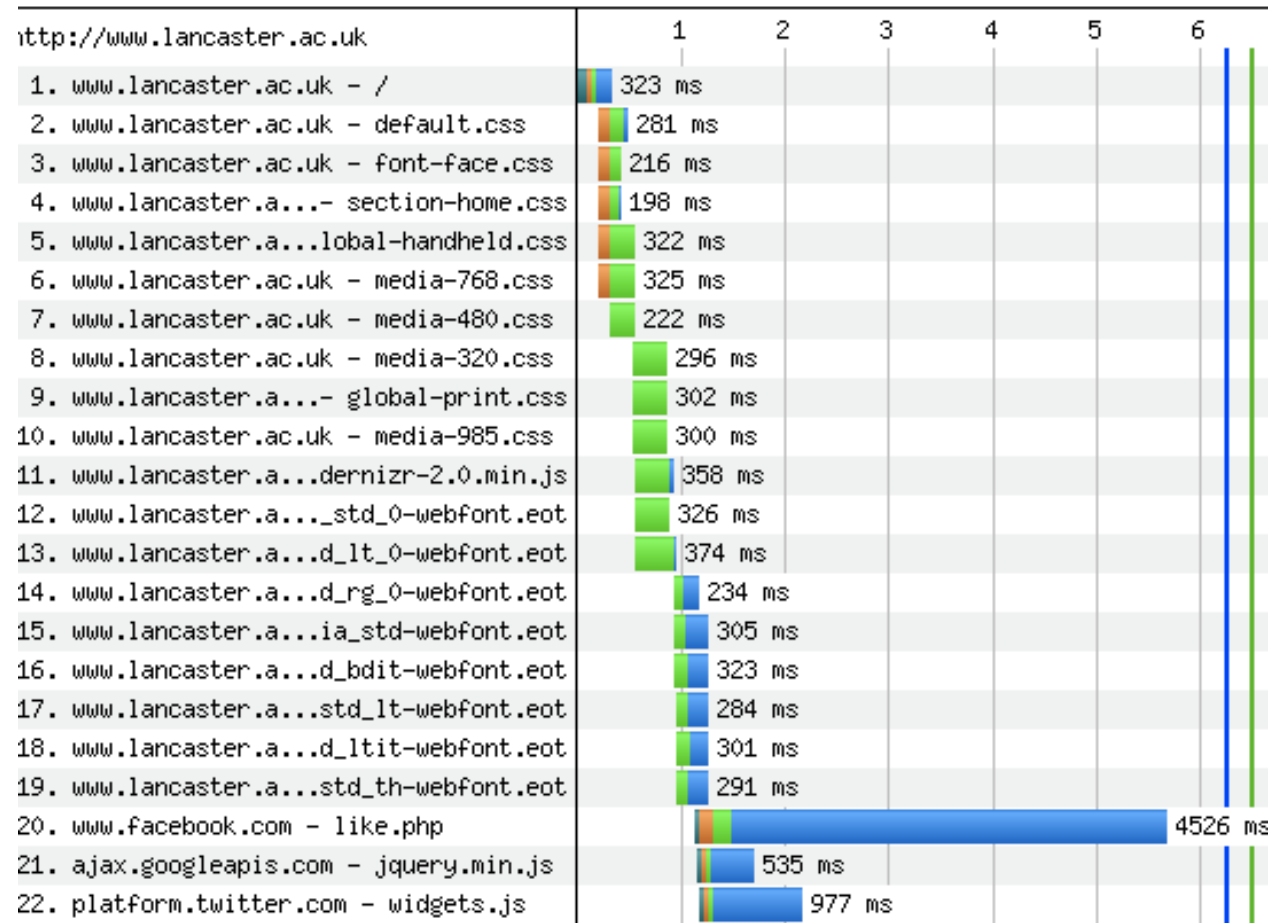 ttp://www.lancaster.ac.uk 1 2 3 4 5 6
1. www.lancaster.ac.uk - / 323 ms
2. www.lancaster.ac.uk - default.css 281 ms
3. www.lancaster.ac.uk - font-face.css 216 ms
4. www.lancaster.a...- section-home.css 198 ms
5. www.lancaster.a...lobal-handheld.css 322 ms
6. www.lancaster.ac.uk - media-768.css 325 ms
7. www.lancaster.ac.uk - media-480.css 222 ms
8. www.lancaster.ac.uk - media-320.css 296 ms
9. www.lancaster.a...- global-print.css 302 ms
10. www.lancaster.ac.uk - media-985.css 300 ms
11. www.lancaster.a...dernizr-2.0.min.js 358 ms
12. www.lancaster.a..._std_0-webfont.eot 326 ms
13. www.lancaster.a...d_lt_0-webfont.eot 374 ms
14. www.lancaster.a...d_rg_0-webfont.eot 234 ms
15. www.lancaster.a...ia_std-webfont.eot 305 ms
16. www.lancaster.a...d_bdit-webfont.eot 323 ms
17. www.lancaster.a...std_lt-webfont.eot 284 ms
18. www.lancaster.a...d_ltit-webfont.eot 301 ms
19. www.lancaster.a...std_th-webfont.eot 291 ms
20. www.facebook.com - like.php 4526 ms
21. ajax.googleapis.com - jquery.min.js 535 ms
22. platform.twitter.com - widgets.js 977 ms